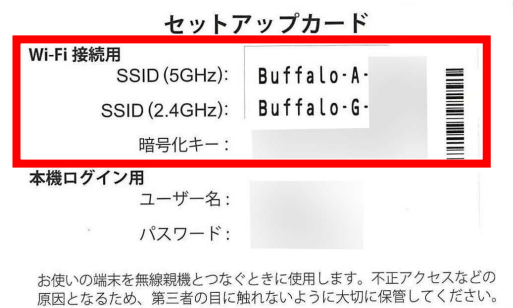 セットアップカード
Wi-Fi 接続用
SSID (5GHz): Buffalo-A-
SSID (2.4GHz): Buffalo-G-
暗号化キー:
本機ログイン用
ユーザー名:
パスワード:
お使いの端末を無線親機とつなぐときに使用します。不正アクセスなどの
原因となるため、第三者の目に触れないように大切に保管してください。